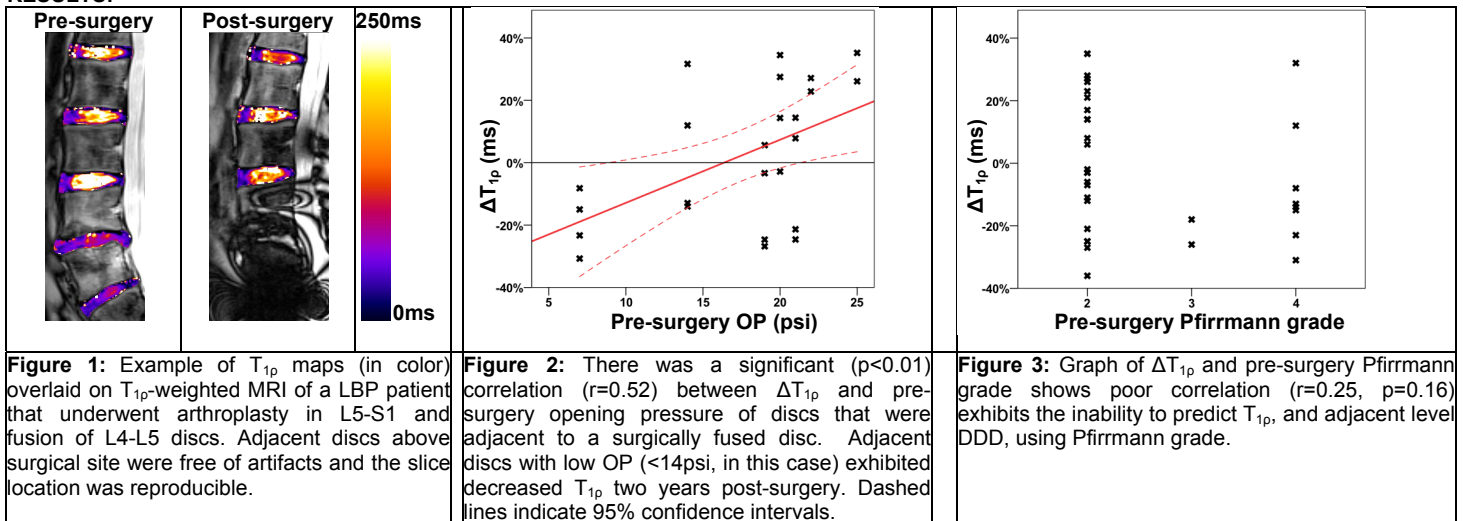 RESULTS:
Pre-surgery
Post-surgery
250ms
0ms
40%
20%
0%
-20%
-40%
ΔT1ρ (ms)
5 10 15 20 25
Pre-surgery OP (psi)
40%
20%
0%
-20%
-40%
ΔT1ρ (ms)
2 3 4
Pre-surgery Pfirrmann grade
Figure 1: Example of T1ρ maps (in color)
overlaid on T1ρ-weighted MRI of a LBP patient
that underwent arthroplasty in L5-S1 and
fusion of L4-L5 discs. Adjacent discs above
surgical site were free of artifacts and the slice
location was reproducible.
Figure 2: There was a significant (p<0.01)
correlation (r=0.52) between ΔT1ρ and pre-
surgery opening pressure of discs that were
adjacent to a surgically fused disc. Adjacent
discs with low OP (<14psi, in this case) exhibited
decreased T1ρ two years post-surgery. Dashed
lines indicate 95% confidence intervals.
Figure 3: Graph of ΔT1ρ and pre-surgery Pfirrmann
grade shows poor correlation (r=0.25, p=0.16)
exhibits the inability to predict T1ρ, and adjacent level
DDD, using Pfirrmann grade.